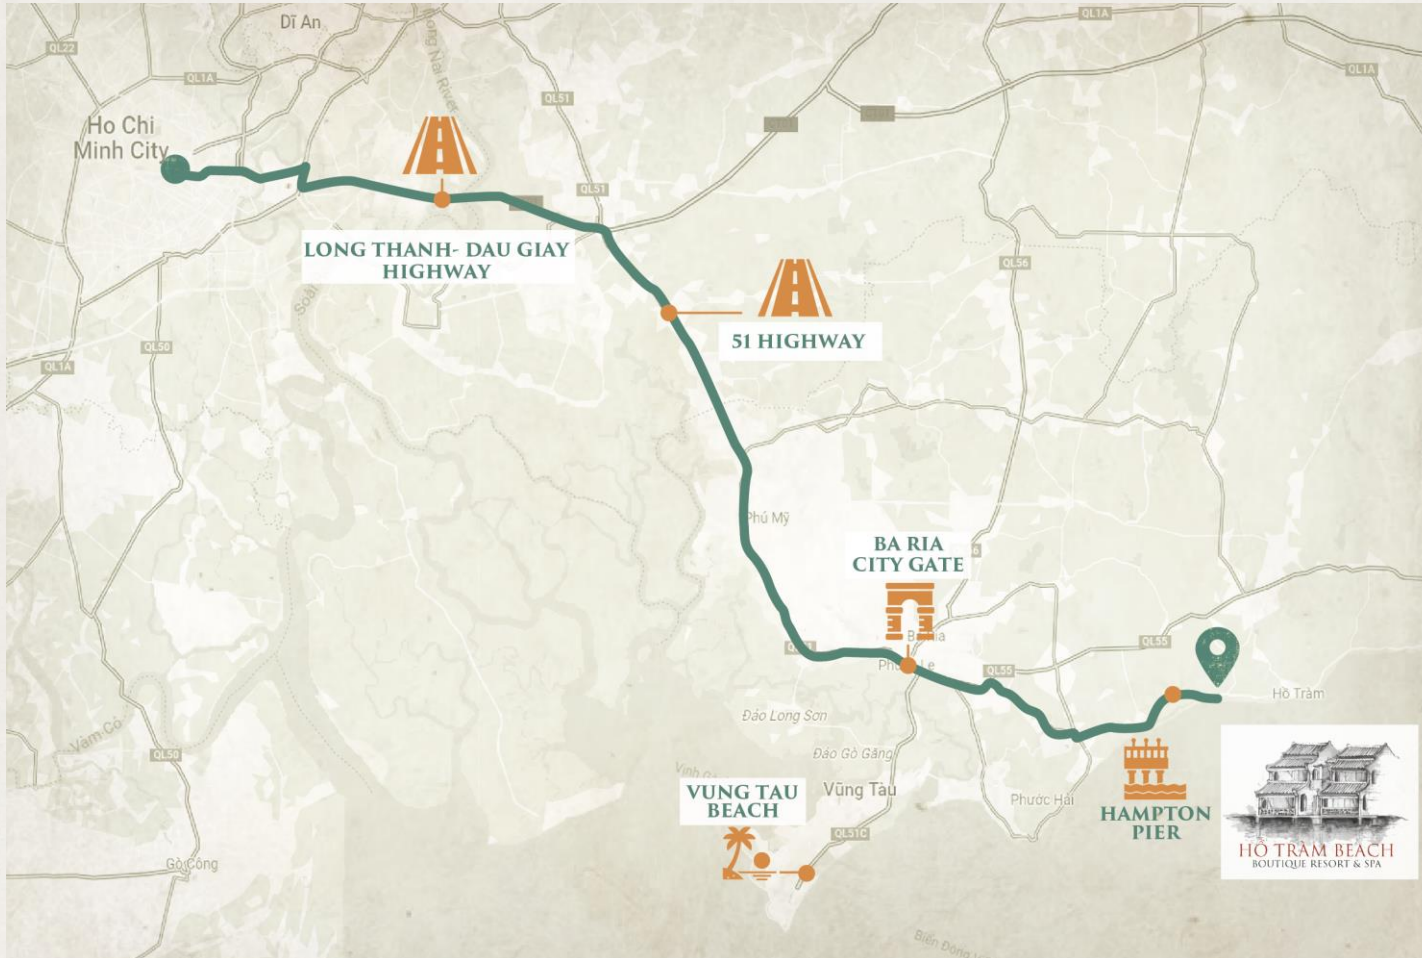 Dĩ An
QL1A
QL22
QL1A
QL51
QL1A
Ho Chi
Minh City
QL51
LONG THANH- DAU GIAY
HIGHWAY
QL56
51 HIGHWAY
QL50
QL1A
Phú Mỹ
BA RIA
CITY GATE
QL55
QL55
Hồ Tràm
Đảo Long Sơn
Vàm Cỏ
QL50
Đảo Gò Găng
VUNG TAU
BEACH
Vũng Tàu
Phước Hải
HAMPTON
PIER
QL51C
HỒ TRÀM BEACH
BOUTIQUE RESORT & SPA
Gò Công